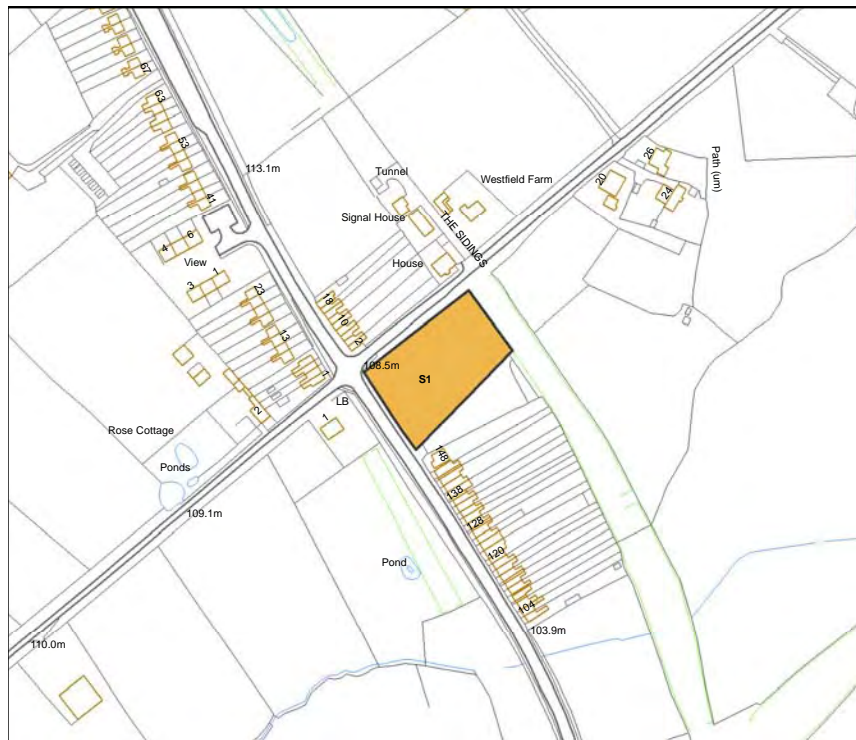 67
63
53
41
113.1m
Tunnel
Westfield Farm
Signal House
THE SIDINGS
House
26
20
24
Path (um)
6
4
View
1
3
23
13
1
18
10
2
108.5m
S1
LB
1
2
Rose Cottage
Ponds
109.1m
148
138
128
120
104
Pond
103.9m
110.0m